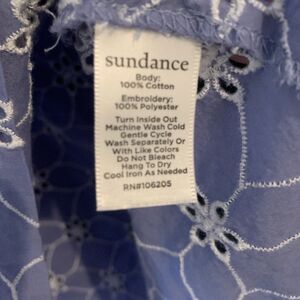 sundance
Body:
100% Cotton
Embroidery:
100% Polyester
Turn Inside Out
Machine Wash Cold
Gentle Cycle
Wash Separately Or
With Like Colors
Do Not Bleach
Hang To Dry
Cool Iron As Needed
RN#106205